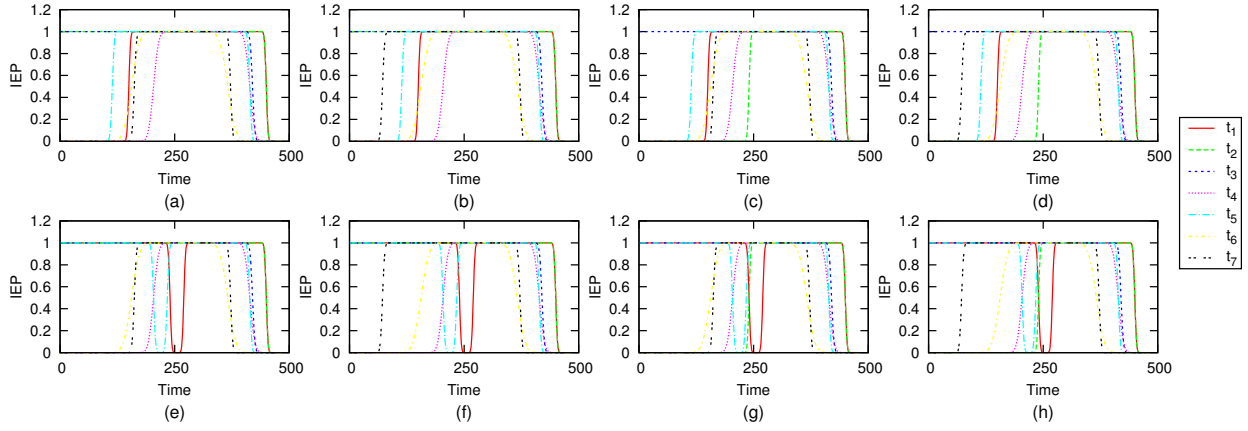 1.2 1.2 1.2 1.2
1 1 1 1
0.8 0.8 0.8 0.8
0.6 0.6 0.6 0.6
IEP IEP IEP IEP
0.4 0.4 0.4 0.4
0.2 0.2 0.2 0.2
0 0 0 0
0 250 500 0 250 500 0 250 500 0 250 500
Time Time Time Time
(a) (b) (c) (d)
t1
t2
t3
t4
t5
t6
t7
1.2 1.2 1.2 1.2
1 1 1 1
0.8 0.8 0.8 0.8
0.6 0.6 0.6 0.6
IEP IEP IEP IEP
0.4 0.4 0.4 0.4
0.2 0.2 0.2 0.2
0 0 0 0
0 250 500 0 250 500 0 250 500 0 250 500
Time Time Time Time
(e) (f) (g) (h)